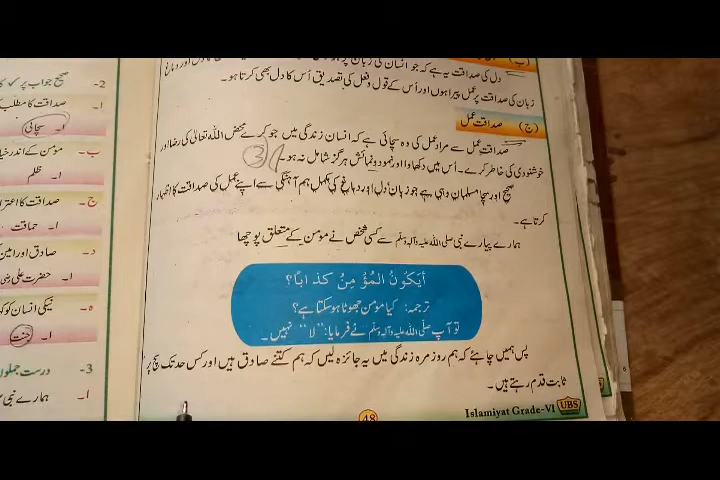 دل کی صداقت یہ ہے کہ جو انسان کی زبان پر ہو
زبان کی صداقت پر عمل پیرا ہوں اور اُس کے قول و فعل کی تصدیق اُس کا دل بھی کرتا ہو۔
(ج) صداقت عمل
صداقت عمل سے مراد عمل کی وہ سچائی ہے کہ انسان زندگی میں جو کرے محض اللہ تعالیٰ کی رضا اور
خوشنودی کی خاطر کرے۔ اس میں دکھاوا اور نمود و نمائش ہرگز شامل نہ ہو۔ 3
صحیح اور سچا مسلمان وہی ہے جو زبان، دل اور دماغ کی مکمل ہم آہنگی سے اپنے عمل کی صداقت کا اظہار
کرتا ہے۔
ہمارے پیارے نبی صلی اللہ علیہ وآلہ وسلم سے کسی شخص نے مومن کے متعلق پوچھا
أَيَكُونُ الْمُؤْمِنُ كَذَّابًا؟
ترجمہ: کیا مومن جھوٹا ہو سکتا ہے؟
تو آپ صلی اللہ علیہ وآلہ وسلم نے فرمایا: ”لا“ نہیں۔
پس ہمیں چاہئے کہ ہم روز مرہ زندگی میں یہ جائزہ لیں کہ ہم کتنے صادق ہیں اور کس حد تک سچ پر
ثابت قدم رہتے ہیں۔
48
Islamiyat Grade-VI UBS
2- صحیح جواب پر
ا۔ صداقت کا مطلب
ا۔ سچائی
ب۔ مومن کے اندر
ا۔ ظلم
ج۔ صداقت کا
ا۔ حماقت
د۔ صادق اور امین
ا۔ حضرت علی
ہ۔ نیکی انسان کو
ا۔ جنت
3- درست جملوں
ا۔ ہمارے نبی